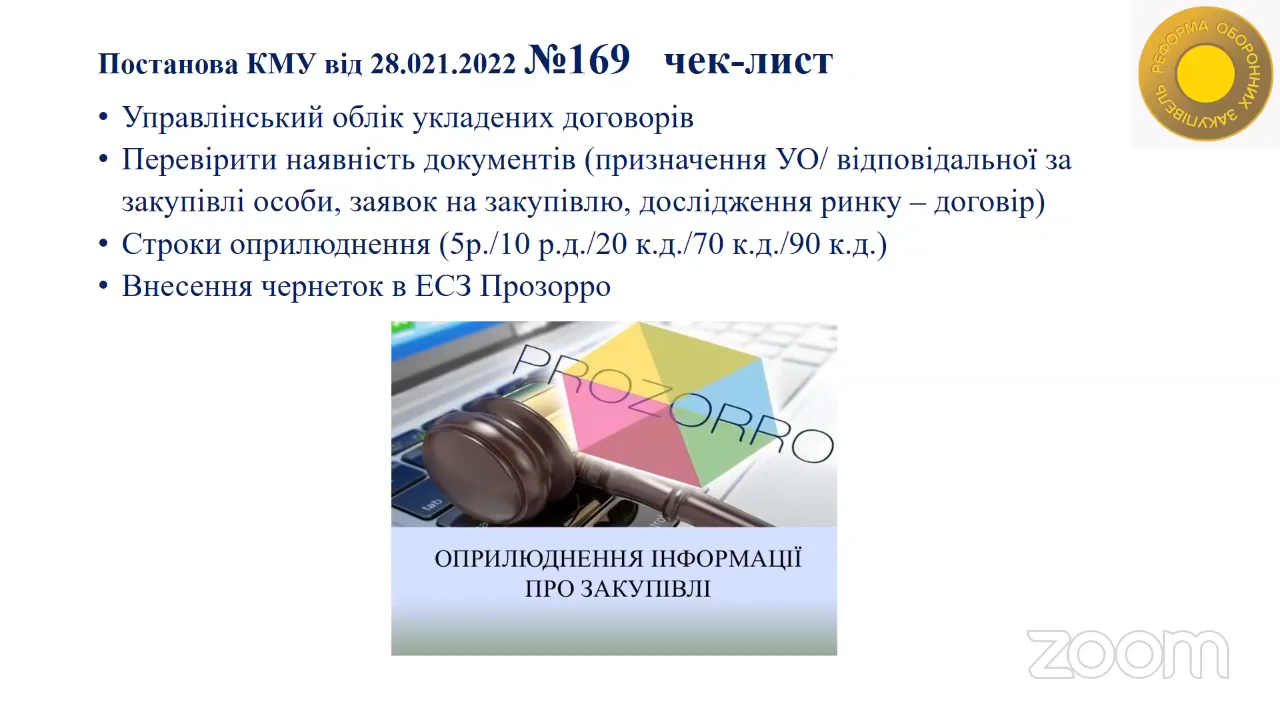 Постанова КМУ від 28.021.2022 №169 чек-лист
РЕФОРМА ОБОРОННИХ ЗАКУПІВЕЛЬ
• Управлінський облік укладених договорів
• Перевірити наявність документів (призначення УО/ відповідальної за
закупівлі особи, заявок на закупівлю, дослідження ринку – договір)
• Строки оприлюднення (5р./10 р.д./20 к.д./70 к.д./90 к.д.)
• Внесення чернеток в ЕСЗ Прозорро
PROZORRO
tab
ОПРИЛЮДНЕННЯ ІНФОРМАЦІЇ
ПРО ЗАКУПІВЛІ
zoom